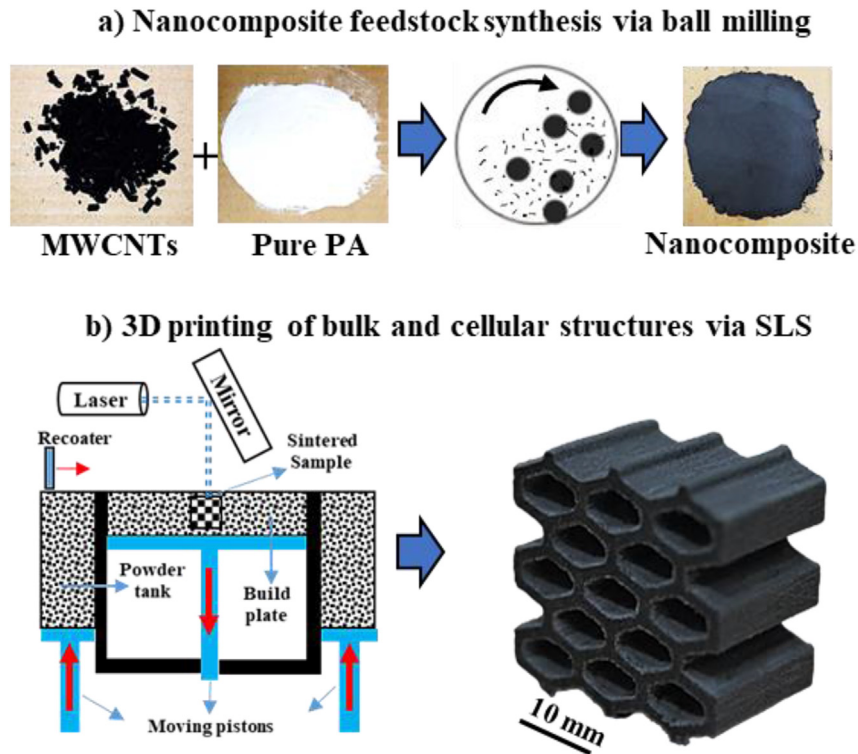 a) Nanocomposite feedstock synthesis via ball milling
+
MWCNTs
Pure PA
Nanocomposite
b) 3D printing of bulk and cellular structures via SLS
Laser
Mirror
Recoater
Sintered
Sample
Powder
tank
Build
plate
Moving pistons
10 mm